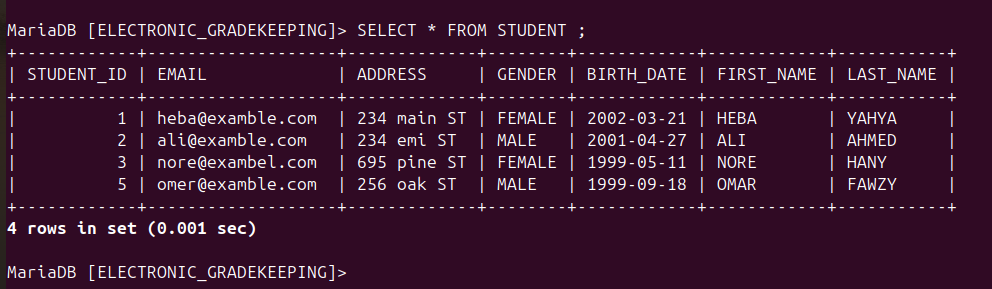 MariaDB [ELECTRONIC_GRADEKEEPING]> SELECT * FROM STUDENT ;
+------------+-------------------+-------------+--------+------------+------------+-----------+
| STUDENT_ID | EMAIL             | ADDRESS     | GENDER | BIRTH_DATE | FIRST_NAME | LAST_NAME |
+------------+-------------------+-------------+--------+------------+------------+-----------+
|          1 | heba@examble.com  | 234 main ST | FEMALE | 2002-03-21 | HEBA       | YAHYA     |
|          2 | ali@examble.com   | 234 emi ST  | MALE   | 2001-04-27 | ALI        | AHMED     |
|          3 | nore@exambel.com  | 695 pine ST | FEMALE | 1999-05-11 | NORE       | HANY      |
|          5 | omer@examble.com  | 256 oak ST  | MALE   | 1999-09-18 | OMAR       | FAWZY     |
+------------+-------------------+-------------+--------+------------+------------+-----------+
4 rows in set (0.001 sec)
MariaDB [ELECTRONIC_GRADEKEEPING]>